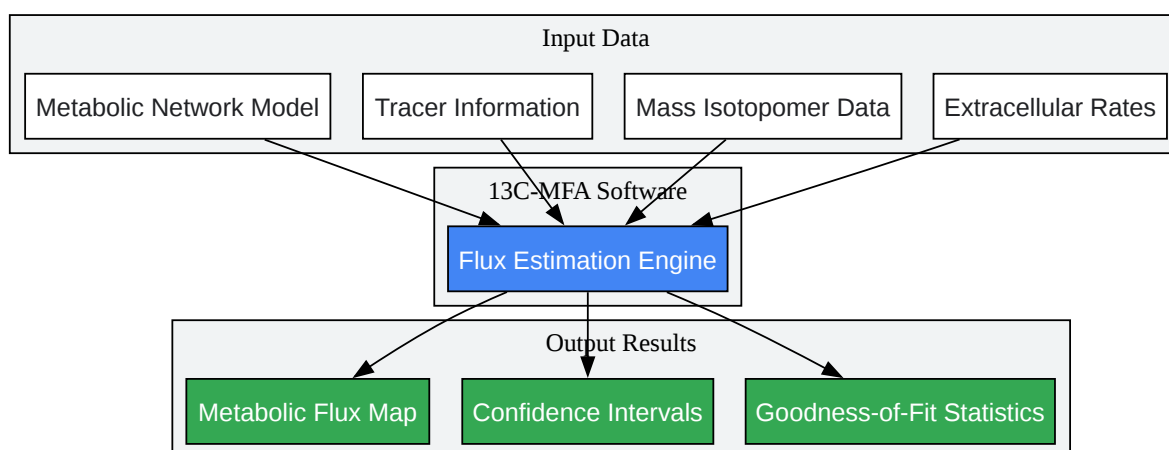 Input Data
Metabolic Network Model
Tracer Information
Mass Isotopomer Data
Extracellular Rates
13C-MFA Software
Flux Estimation Engine
Output Results
Metabolic Flux Map
Confidence Intervals
Goodness-of-Fit Statistics